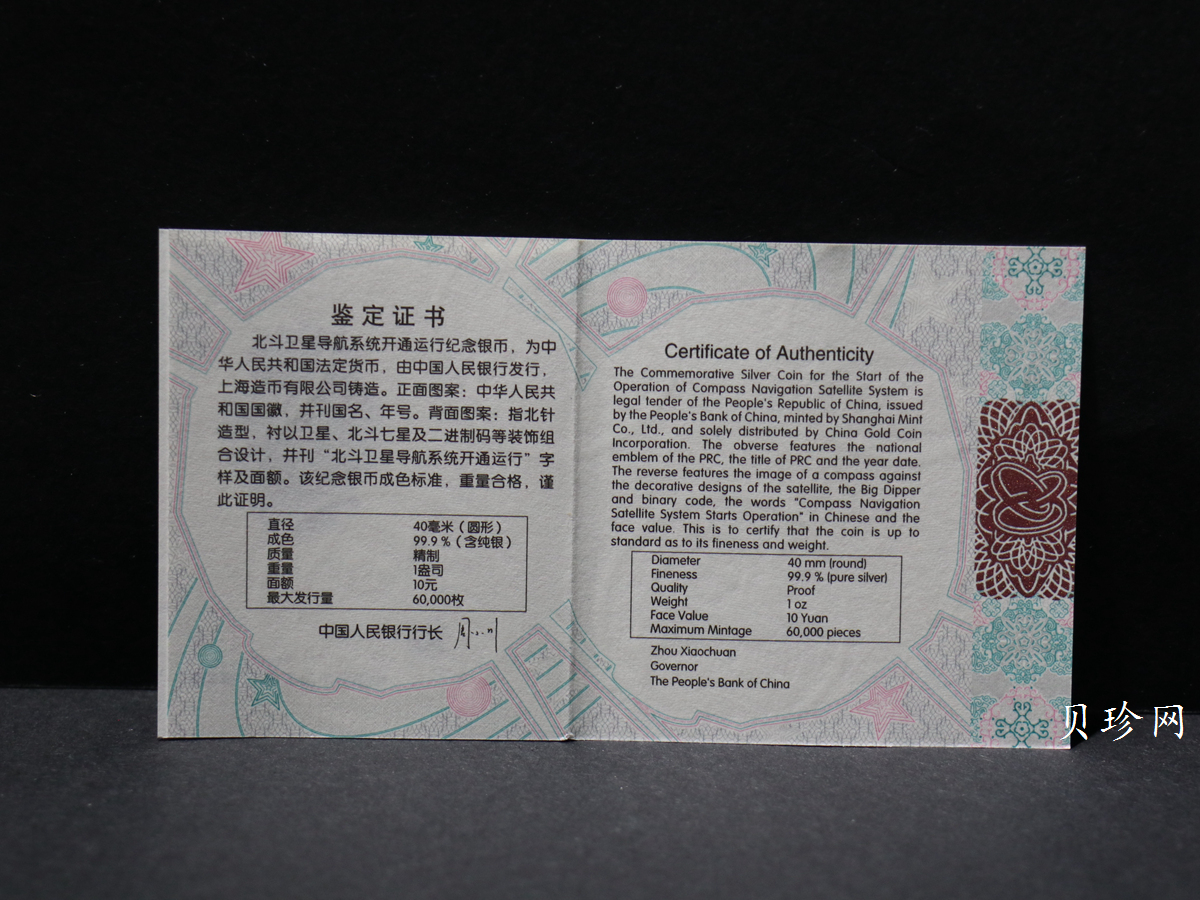 鉴定证书
北斗卫星导航系统开通运行纪念银币，为中
华人民共和国法定货币，由中国人民银行发行，
上海造币有限公司铸造。正面图案：中华人民共
和国国徽，并刊国名、年号。背面图案：指北针
造型，衬以卫星、北斗七星及二进制码等装饰组
合设计，并刊“北斗卫星导航系统开通运行”字
样及面额。该纪念银币成色标准，重量合格，谨
此证明。
直径 40毫米（圆形）
成色 99.9%（含纯银）
质量 精制
重量 1盎司
面额 10元
最大发行量 60,000枚
中国人民银行行长
Certificate of Authenticity
The Commemorative Silver Coin for the Start of the
Operation of Compass Navigation Satellite System is
legal tender of the People's Republic of China, issued
by the People's Bank of China, minted by Shanghai Mint
Co., Ltd., and solely distributed by China Gold Coin
Incorporation. The obverse features the national
emblem of the PRC, the title of PRC and the year date.
The reverse features the image of a compass against
the decorative designs of the satellite, the Big Dipper
and binary code, the words "Compass Navigation
Satellite System Starts Operation" in Chinese and the
face value. This is to certify that the coin is up to
standard as to its fineness and weight.
Diameter 40 mm (round)
Fineness 99.9 % (pure silver)
Quality Proof
Weight 1 oz
Face Value 10 Yuan
Maximum Mintage 60,000 pieces
Zhou Xiaochuan
Governor
The People's Bank of China
贝珍网